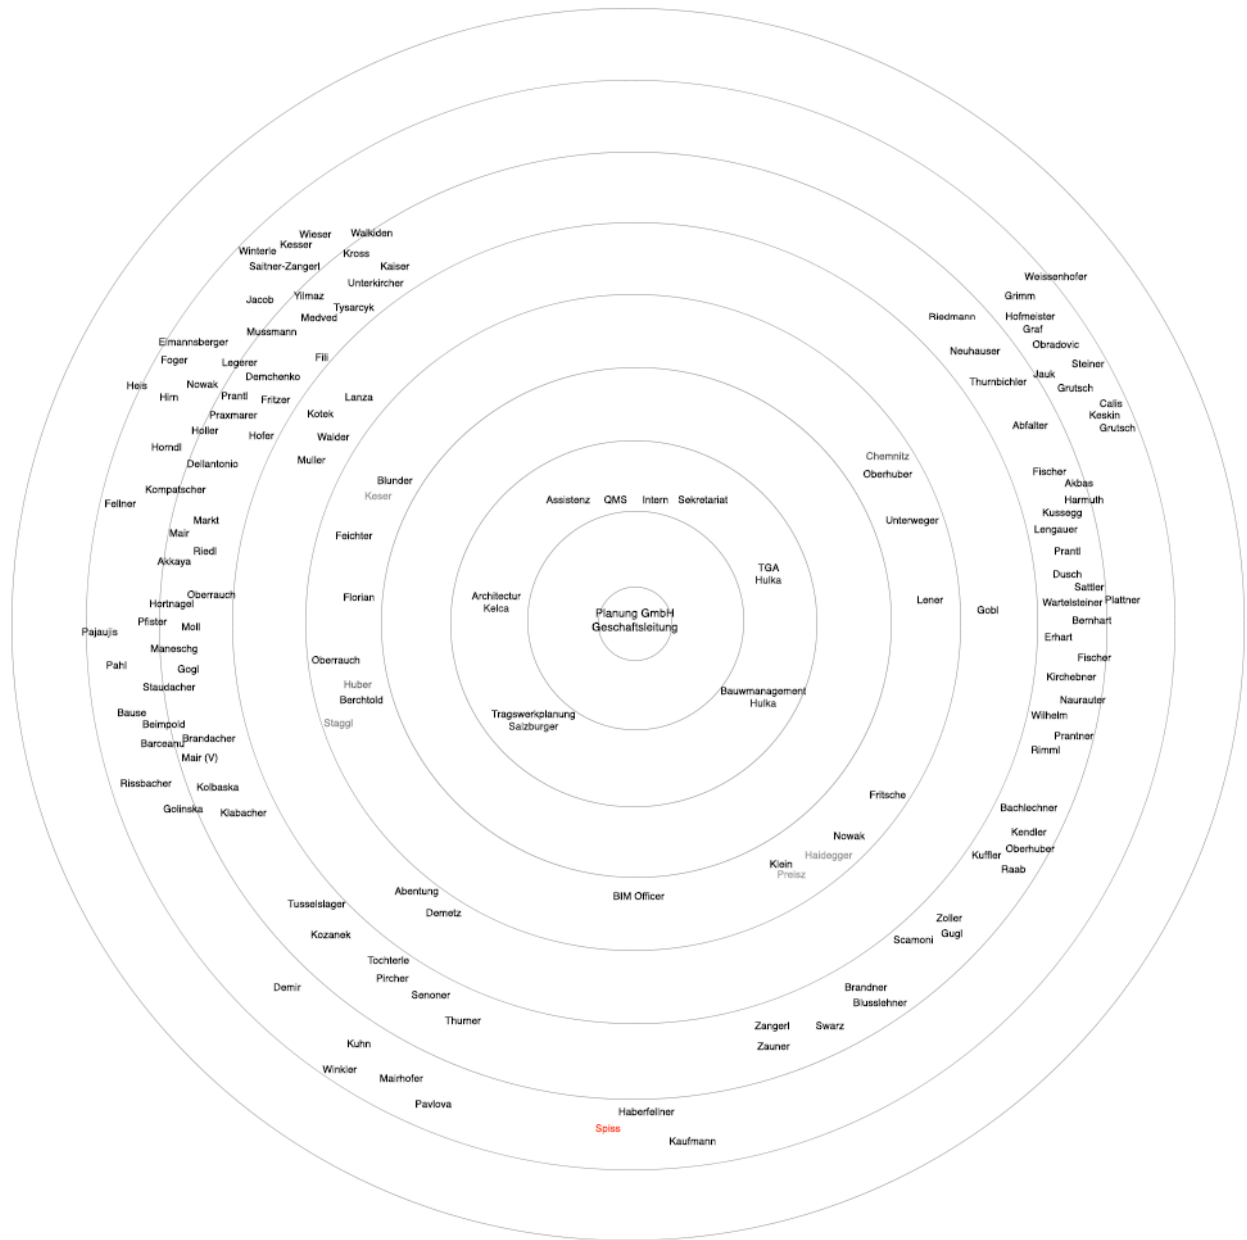 Wieser
Walkiden
Kesser
Winterle
Kross
Saitner-Zangerl
Kaiser
Unterkircher
Jacob
Yilmaz
Tysarcyk
Medved
Mussmann
Eimannsberger
Foger
Legerer
Fili
Demchenko
Heis
Nowak
Hirn
Prantl
Fritzer
Lanza
Praxmarer
Kotek
Holler
Hofer
Walder
Horndl
Dellantonio
Muller
Kompatscher
Fellner
Markt
Mair
Riedl
Akkaya
Oberrauch
Hortnagel
Pfister
Moll
Pajaujis
Maneschg
Pahl
Gogl
Staudacher
Bause
Beimpold
Brandacher
Barceanu
Mair (V)
Rissbacher
Kolbaska
Golinska
Klabacher
Blunder
Keser
Feichter
Florian
Oberrauch
Huber
Berchtold
Staggl
Assistenz
QMS
Intern
Sekretariat
TGA
Hulka
Architectur
Kelca
Planung GmbH
Geschaftsleitung
Bauwmanagement
Hulka
Tragswerkplanung
Salzburger
Weissenhofer
Grimm
Riedmann
Hofmeister
Graf
Obradovic
Neuhauser
Steiner
Jauk
Thurnbichler
Grutsch
Calis
Keskin
Abfalter
Grutsch
Chemnitz
Oberhuber
Unterweger
Lener
Gobl
Fischer
Akbas
Harmuth
Kussegg
Lengauer
Prantl
Dusch
Sattler
Wartelsteiner
Plattner
Bernhart
Erhart
Fischer
Kirchebner
Naurauter
Wilhelm
Prantner
Rimml
Fritsche
Nowak
Haidegger
Klein
Preisz
Bachlechner
Kendler
Oberhuber
Kuffler
Raab
Zoller
Gugl
Scamoni
Brandner
Blusslehner
Zangerl
Swarz
Zauner
BIM Officer
Abentung
Demetz
Tusselslager
Kozanek
Tochterle
Pircher
Senoner
Thurner
Demir
Kuhn
Winkler
Mairhofer
Pavlova
Haberfellner
Spiss
Kaufmann